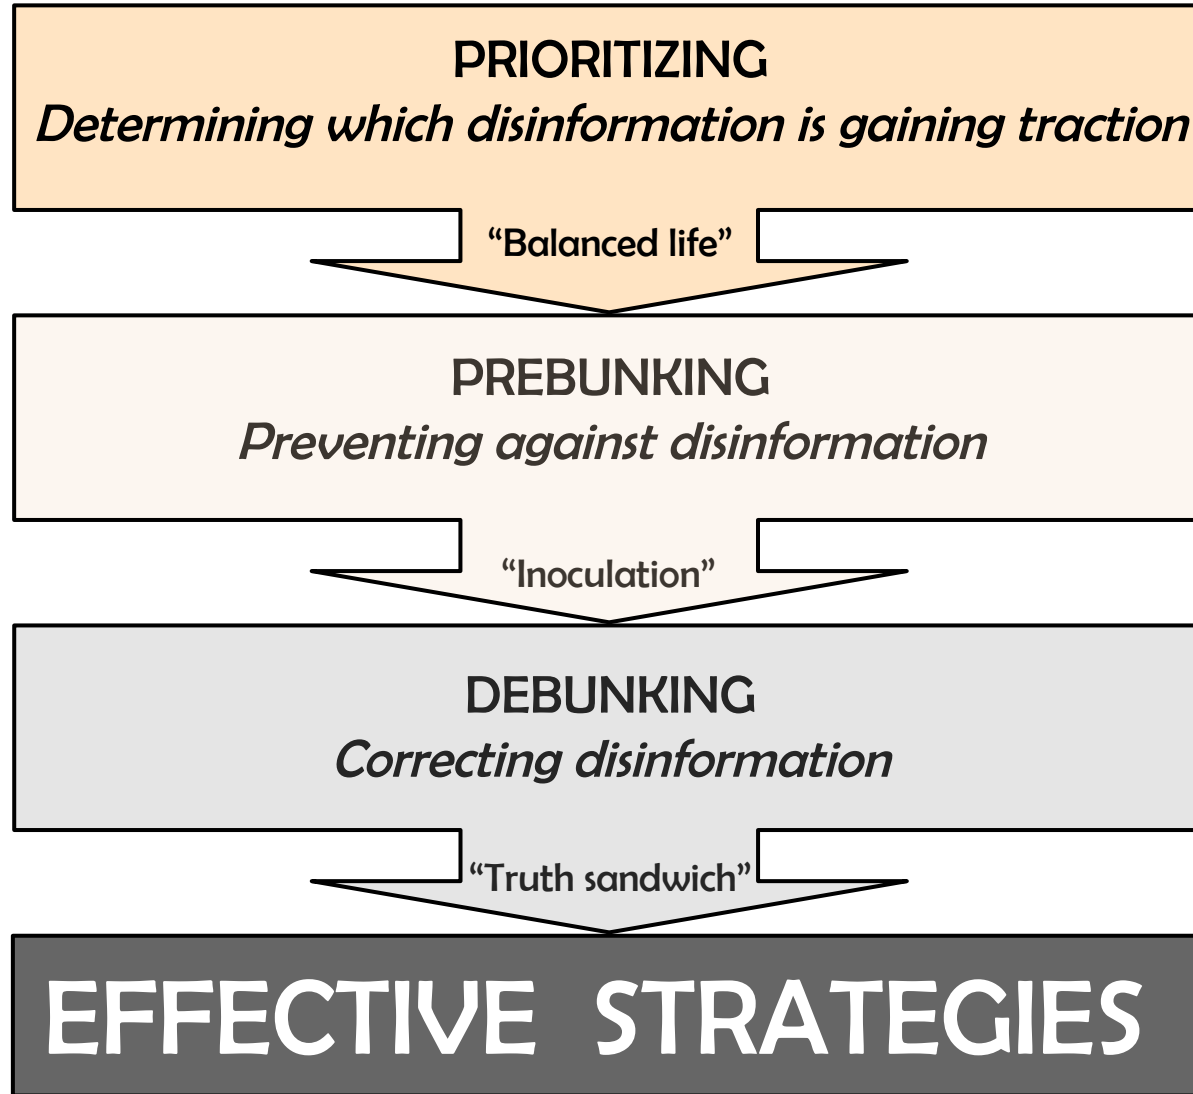 PRIORITIZING
Determining which disinformation is gaining traction
“Balanced life”
PREBUNKING
Preventing against disinformation
“Inoculation”
DEBUNKING
Correcting disinformation
“Truth sandwich”
EFFECTIVE STRATEGIES